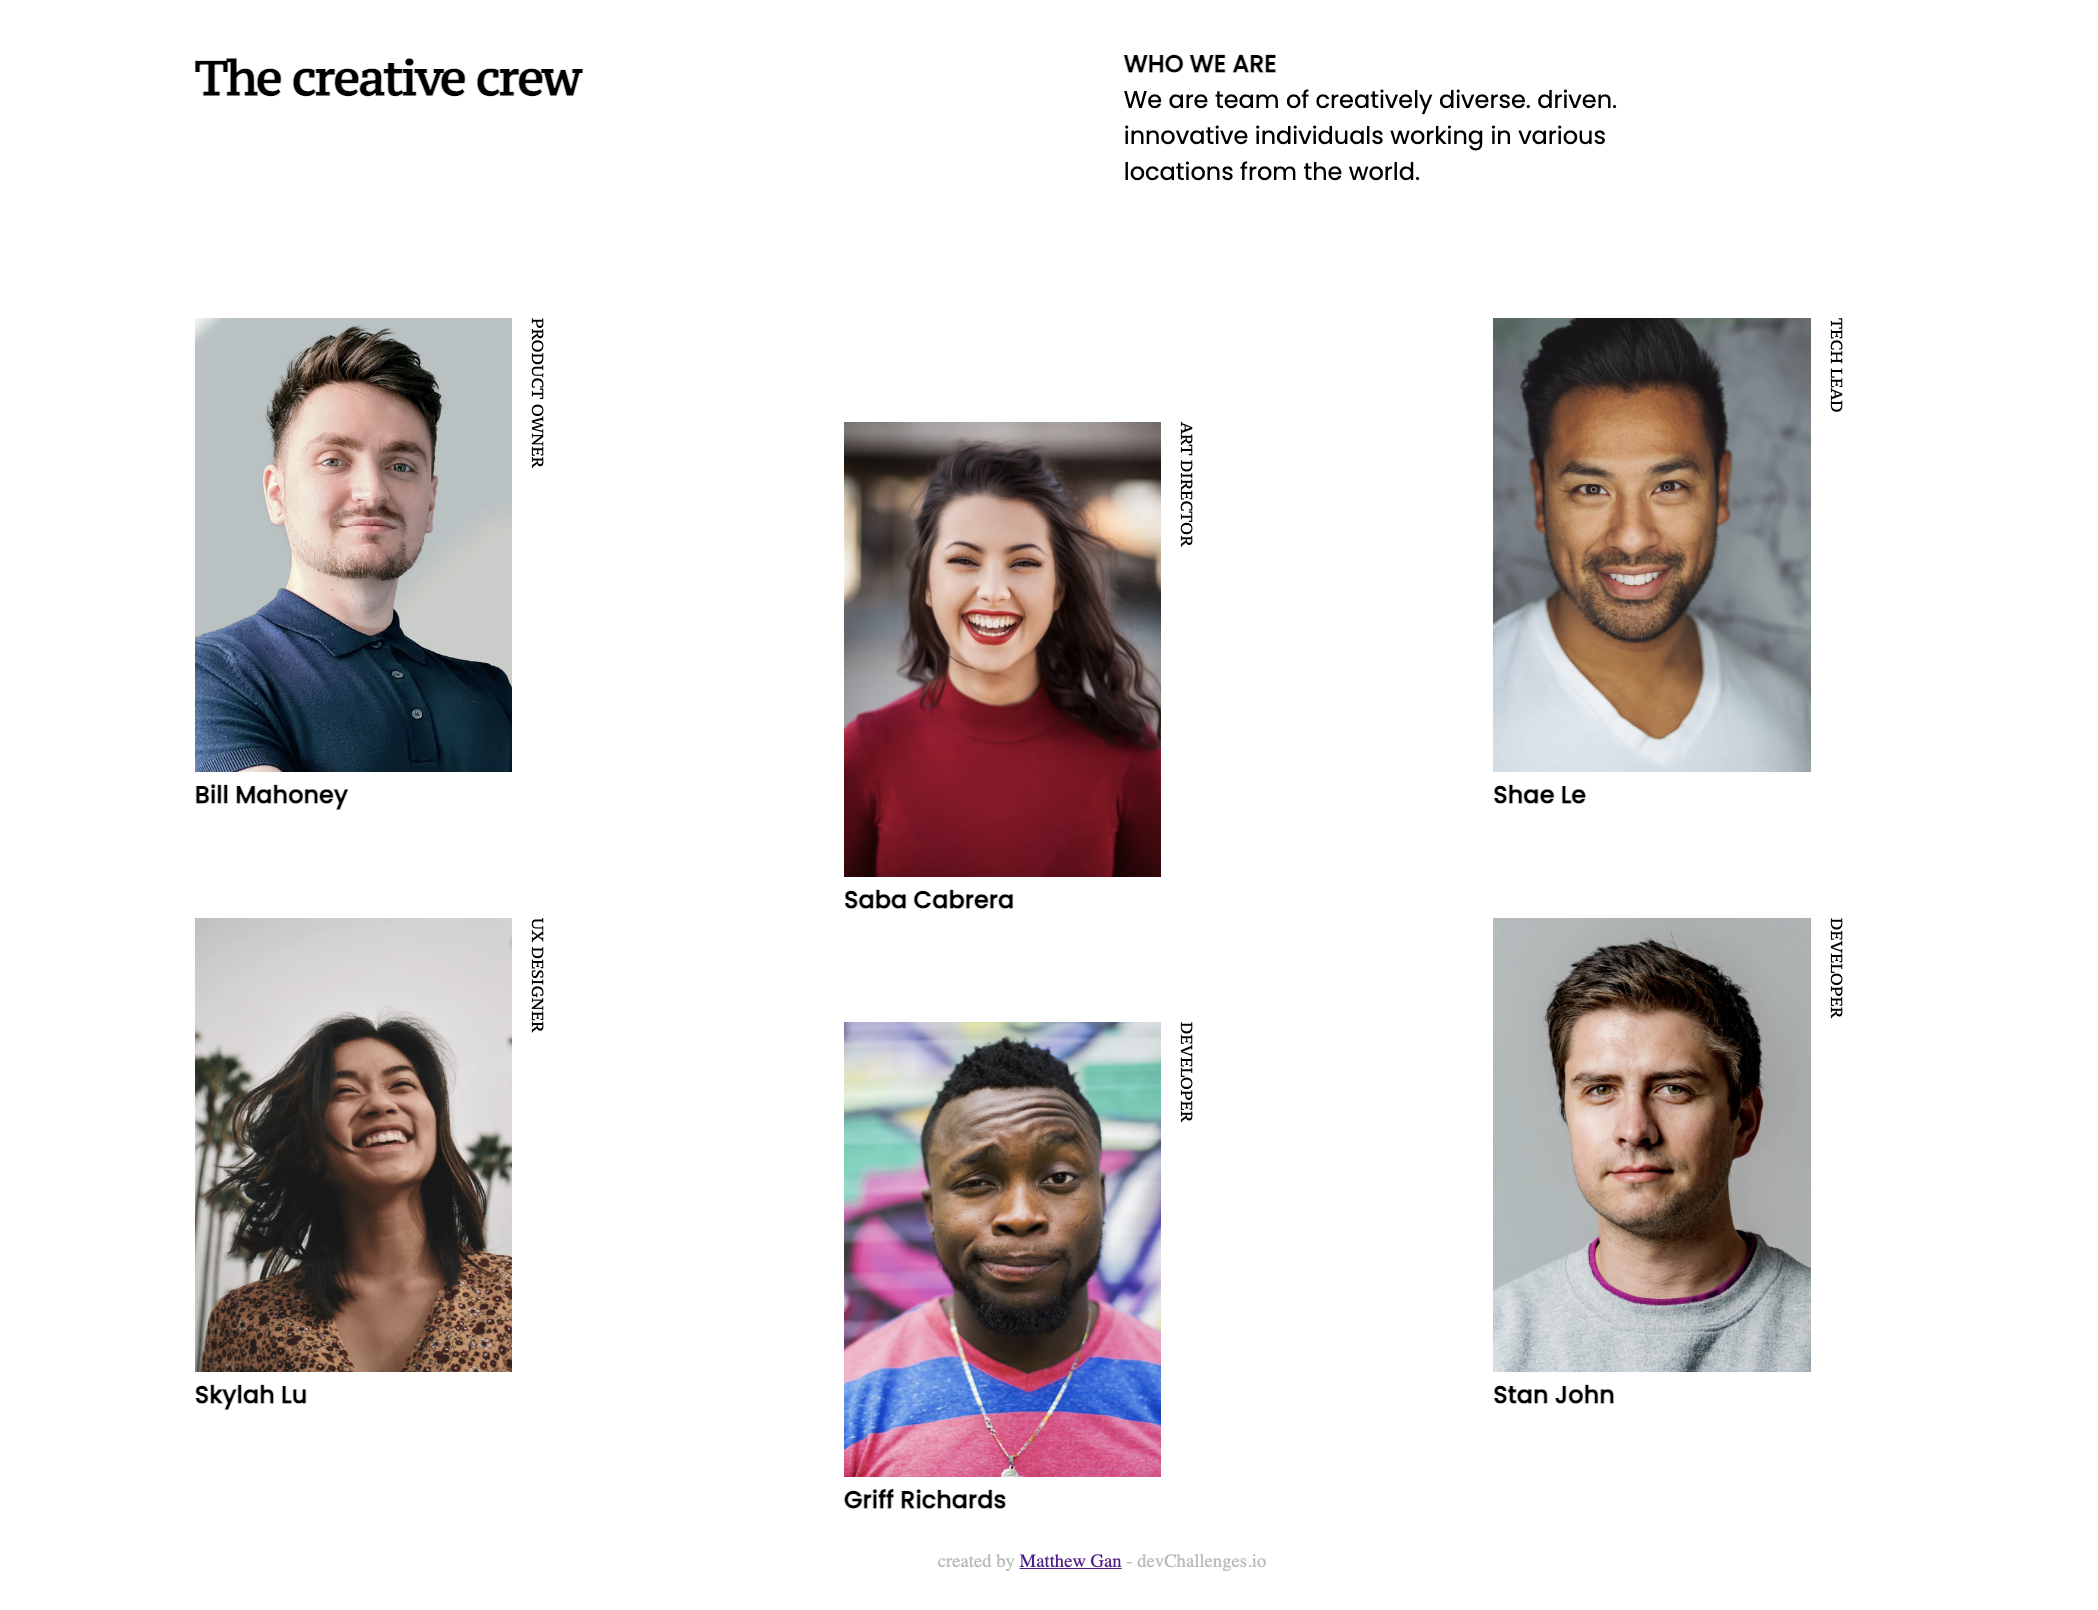 The creative crew
WHO WE ARE
We are team of creatively diverse. driven.
innovative individuals working in various
locations from the world.
PRODUCT OWNER
Bill Mahoney
ART DIRECTOR
Saba Cabrera
TECH LEAD
Shae Le
UX DESIGNER
Skylah Lu
DEVELOPER
Griff Richards
DEVELOPER
Stan John
created by Matthew Gan - devChallenges.io